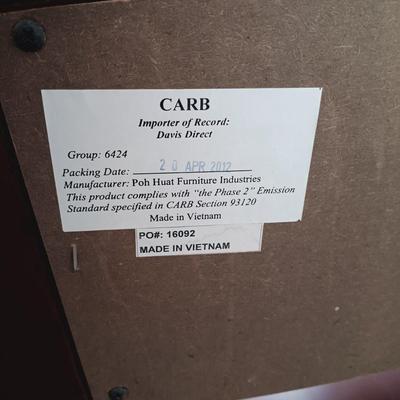 CARB
Importer of Record:
Davis Direct
Group: 6424
Packing Date: 20 APR 2012
Manufacturer: Poh Huat Furniture Industries
This product complies with "the Phase 2" Emission
Standard specified in CARB Section 93120
Made in Vietnam
PO#: 16092
MADE IN VIETNAM